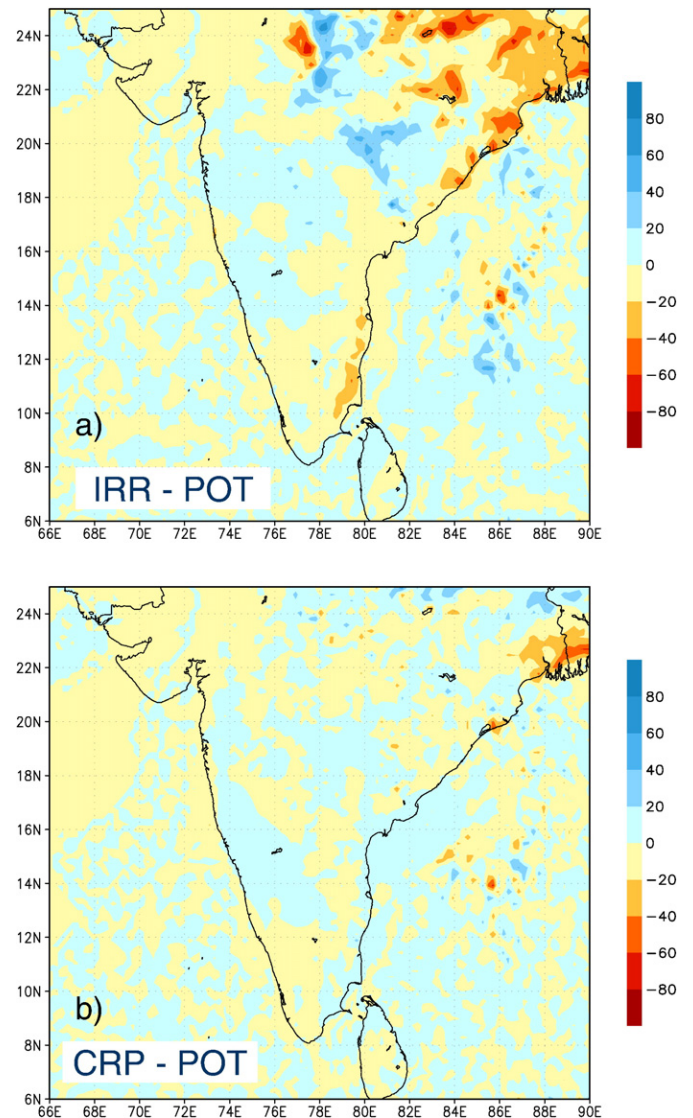 24N
22N
20N
18N
16N
14N
12N
10N
8N
6N
a)
IRR - POT
66E 68E 70E 72E 74E 76E 78E 80E 82E 84E 86E 88E 90E
80
60
40
20
0
−20
−40
−60
−80
24N
22N
20N
18N
16N
14N
12N
10N
8N
6N
b)
CRP - POT
66E 68E 70E 72E 74E 76E 78E 80E 82E 84E 86E 88E 90E
80
60
40
20
0
−20
−40
−60
−80